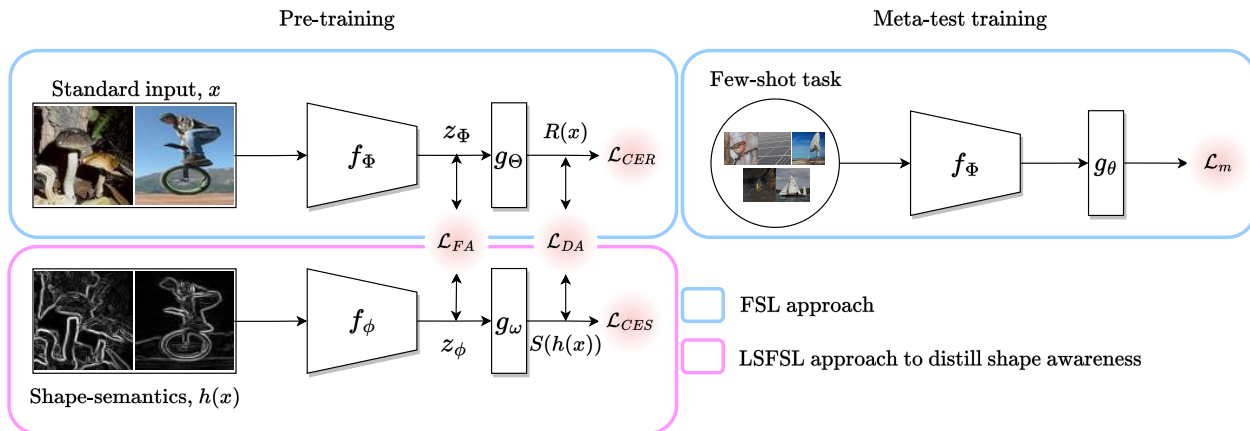 Pre-training
Meta-test training
Standard input, x
f_Φ
z_Φ
g_Θ
R(x)
ℒ_CER
Few-shot task
f_Φ
g_θ
ℒ_m
ℒ_FA
ℒ_DA
f_ϕ
z_ϕ
g_ω
S(h(x))
ℒ_CES
Shape-semantics, h(x)
FSL approach
LSFSL approach to distill shape awareness